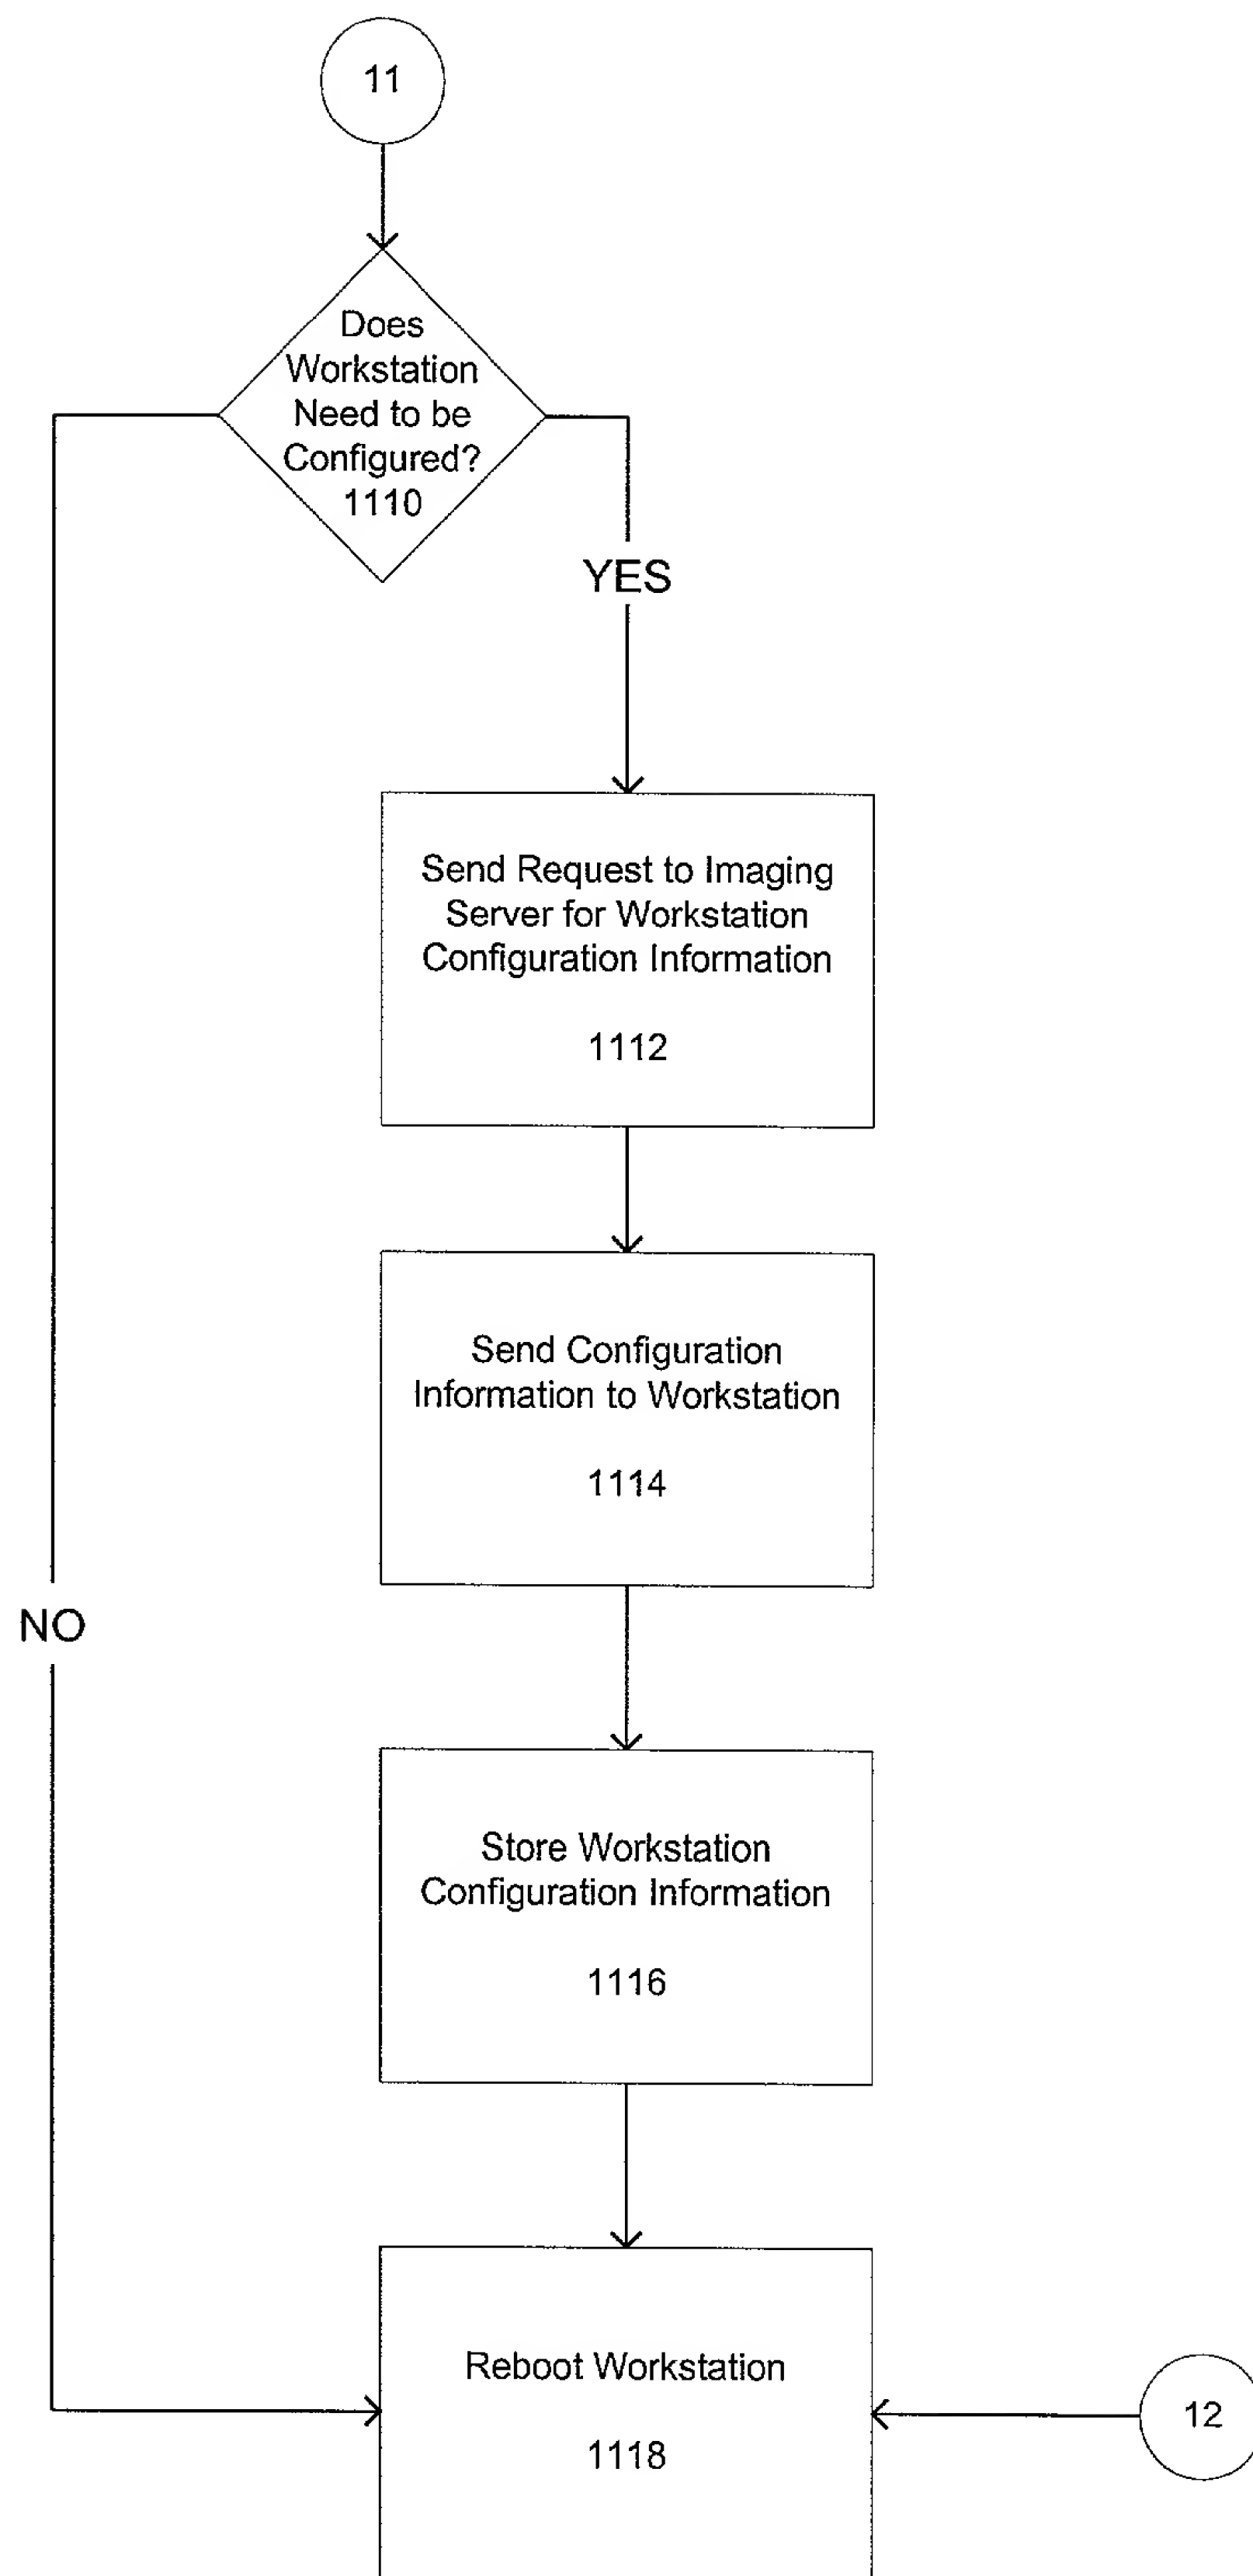 11
Does
Workstation
Need to be
Configured?
1110
YES
Send Request to Imaging
Server for Workstation
Configuration Information
1112
Send Configuration
Information to Workstation
1114
NO
Store Workstation
Configuration Information
1116
Reboot Workstation
1118
12